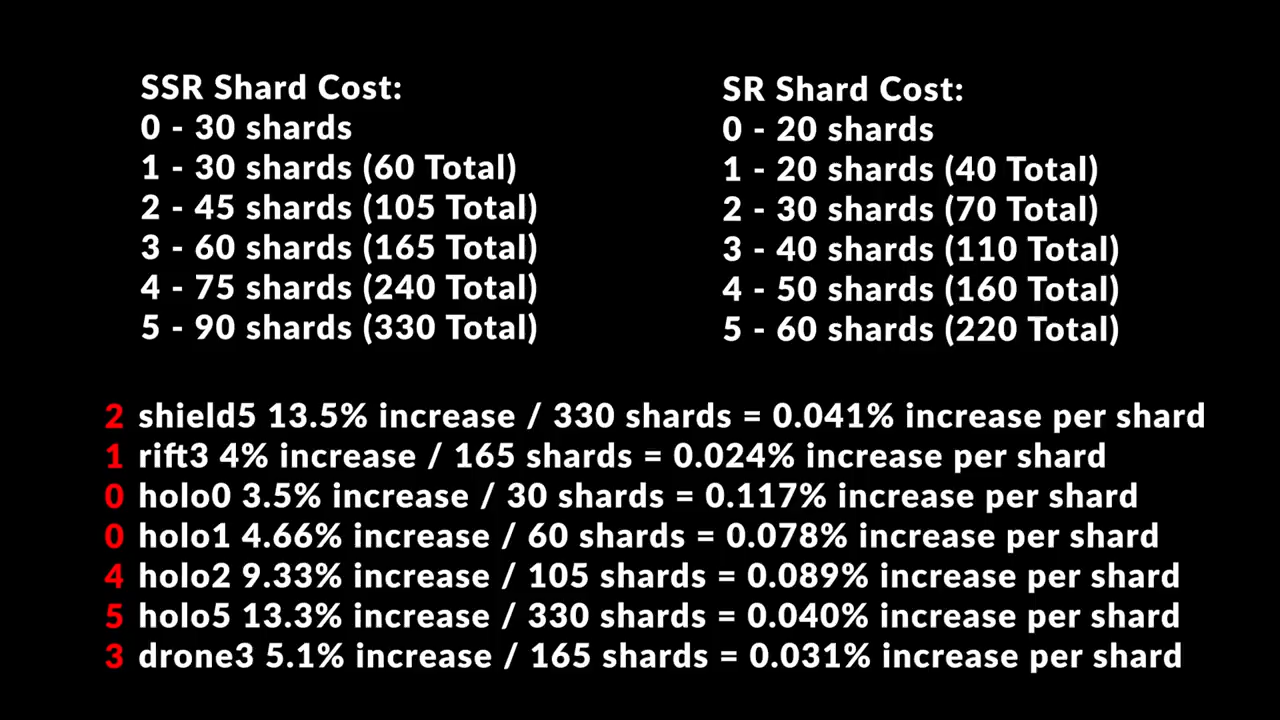 SSR Shard Cost:
0 - 30 shards
1 - 30 shards (60 Total)
2 - 45 shards (105 Total)
3 - 60 shards (165 Total)
4 - 75 shards (240 Total)
5 - 90 shards (330 Total)
SR Shard Cost:
0 - 20 shards
1 - 20 shards (40 Total)
2 - 30 shards (70 Total)
3 - 40 shards (110 Total)
4 - 50 shards (160 Total)
5 - 60 shards (220 Total)
2 shield5 13.5% increase / 330 shards = 0.041% increase per shard
1 rift3 4% increase / 165 shards = 0.024% increase per shard
0 holo0 3.5% increase / 30 shards = 0.117% increase per shard
0 holo1 4.66% increase / 60 shards = 0.078% increase per shard
4 holo2 9.33% increase / 105 shards = 0.089% increase per shard
5 holo5 13.3% increase / 330 shards = 0.040% increase per shard
3 drone3 5.1% increase / 165 shards = 0.031% increase per shard